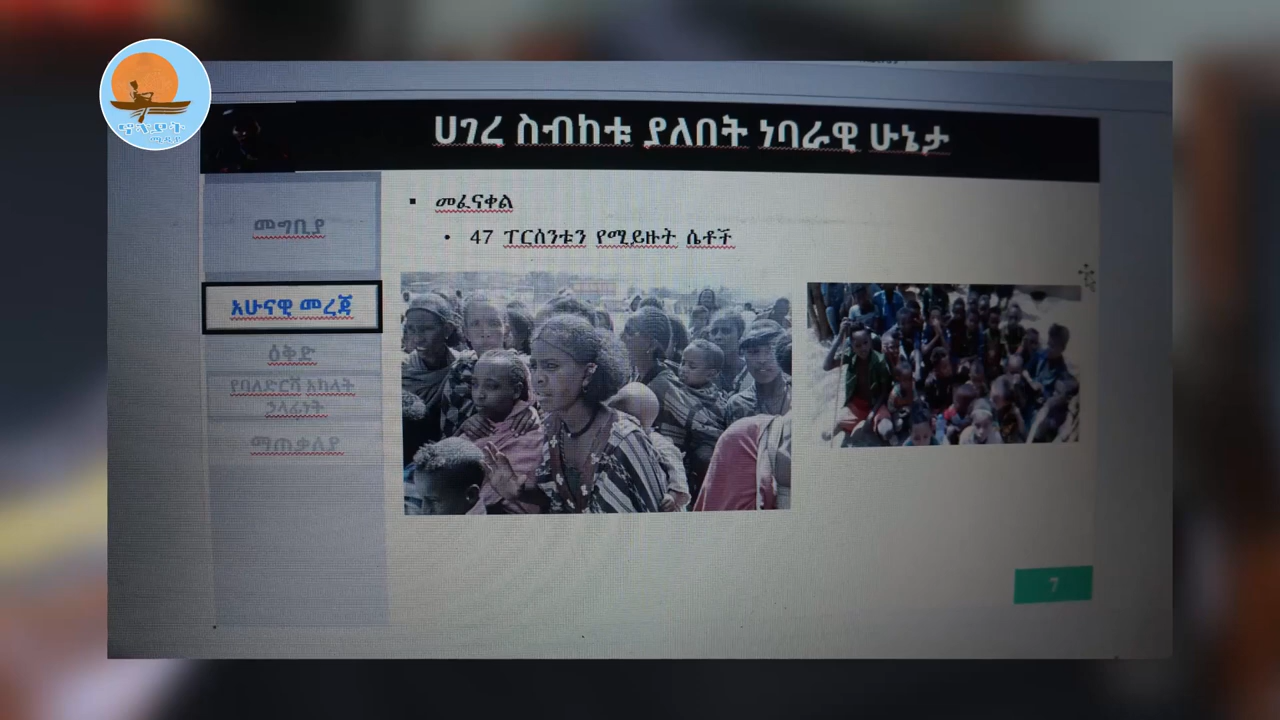 ሀገረ ስብከቱ ያለበት ነባራዊ ሁኔታ
መግቢያ
አሁናዊ መረጃ
ዕቅድ
የባለድርሻ አካላት
ኃላፊነት
ማጠቃለያ
▪ መፈናቀል
• 47 ፐርሰንቱን የሚይዙት ሴቶች
7